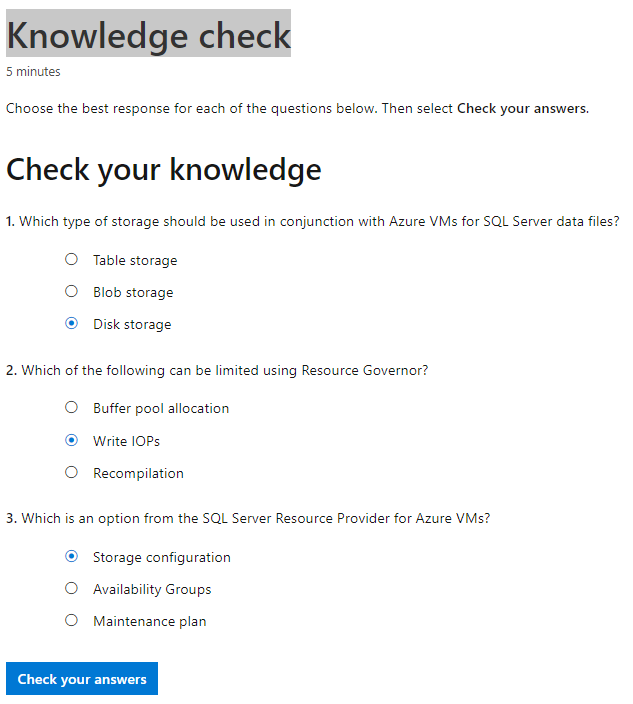 Knowledge check
5 minutes
Choose the best response for each of the questions below. Then select Check your answers.
Check your knowledge
1. Which type of storage should be used in conjunction with Azure VMs for SQL Server data files?
Table storage
Blob storage
Disk storage
2. Which of the following can be limited using Resource Governor?
Buffer pool allocation
Write IOPs
Recompilation
3. Which is an option from the SQL Server Resource Provider for Azure VMs?
Storage configuration
Availability Groups
Maintenance plan
Check your answers